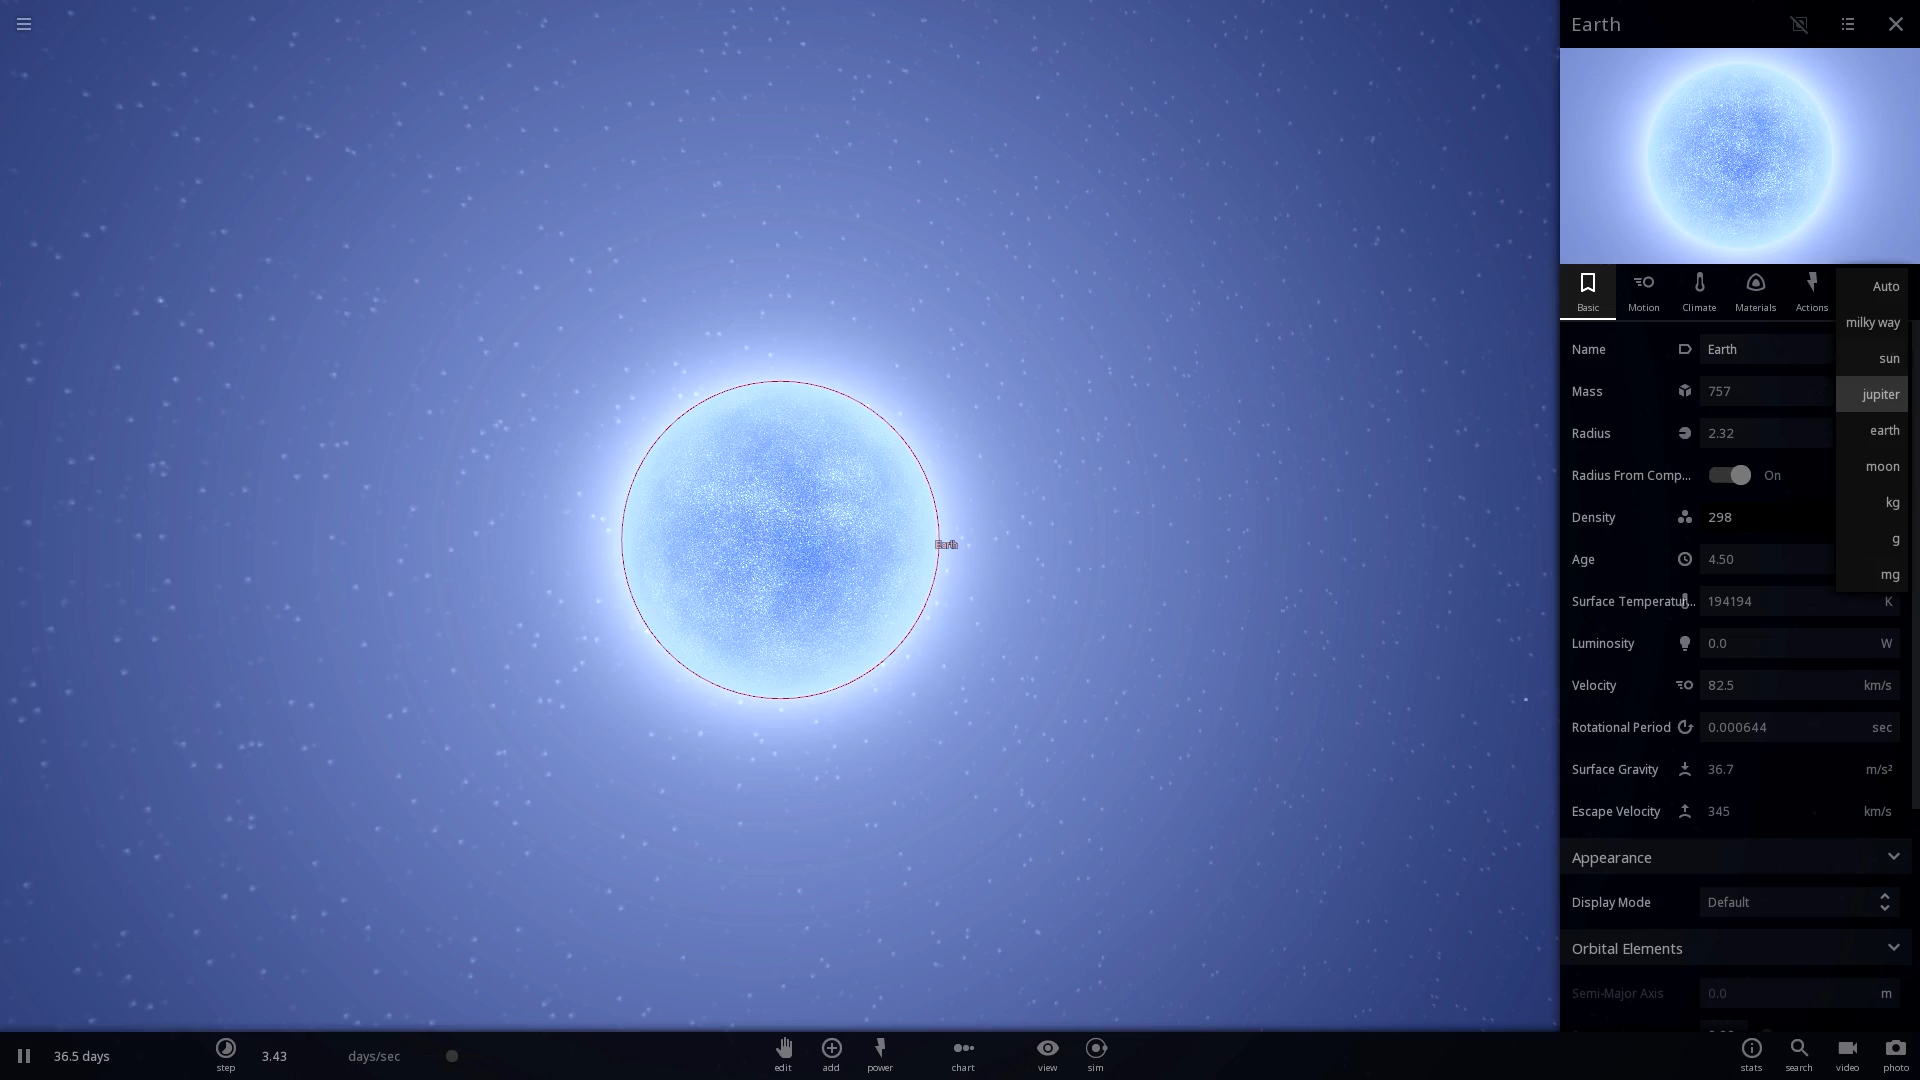 Earth
Basic
Motion
Climate
Materials
Actions
Auto
milky way
sun
jupiter
earth
moon
kg
g
mg
Name Earth
Mass 757
Radius 2.32
Radius From Comp... On
Density 298
Age 4.50
Surface Temperatur... 194194 K
Luminosity 0.0 W
Velocity 82.5 km/s
Rotational Period 0.000644 sec
Surface Gravity 36.7 m/s²
Escape Velocity 345 km/s
Appearance
Display Mode Default
Orbital Elements
Semi-Major Axis 0.0 m
Earth
36.5 days
step
3.43 days/sec
edit
add
power
chart
view
sim
stats
search
video
photo